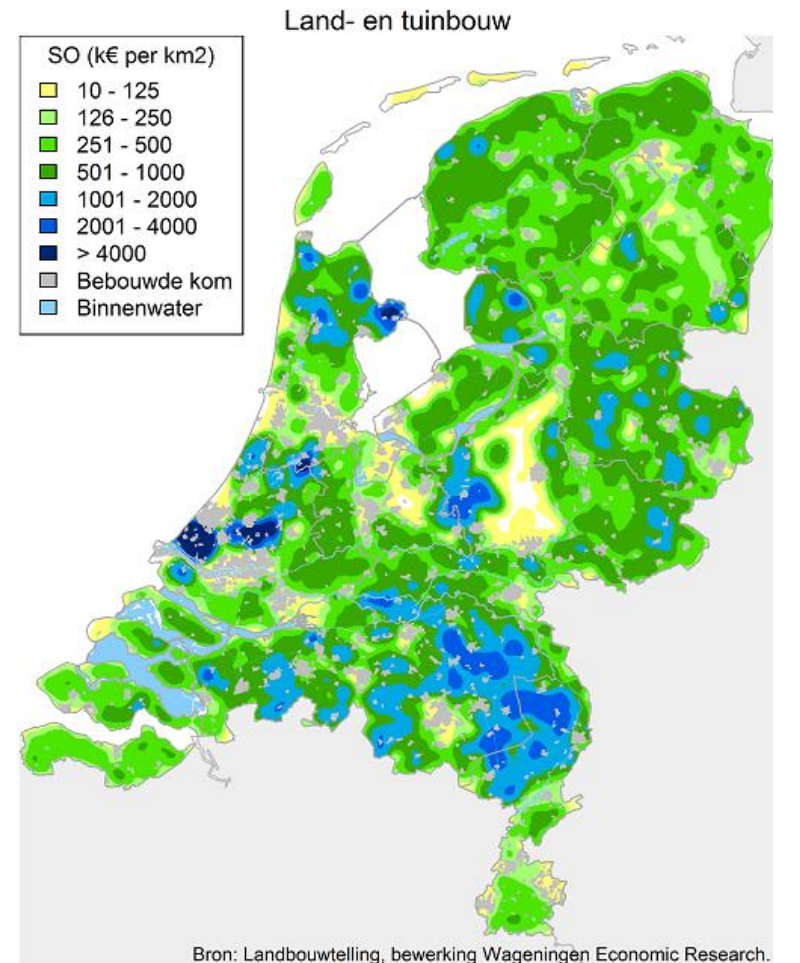 Land- en tuinbouw
SO (k€ per km2)
10 - 125
126 - 250
251 - 500
501 - 1000
1001 - 2000
2001 - 4000
> 4000
Bebouwde kom
Binnenwater
Bron: Landbouwtelling, bewerking Wageningen Economic Research.